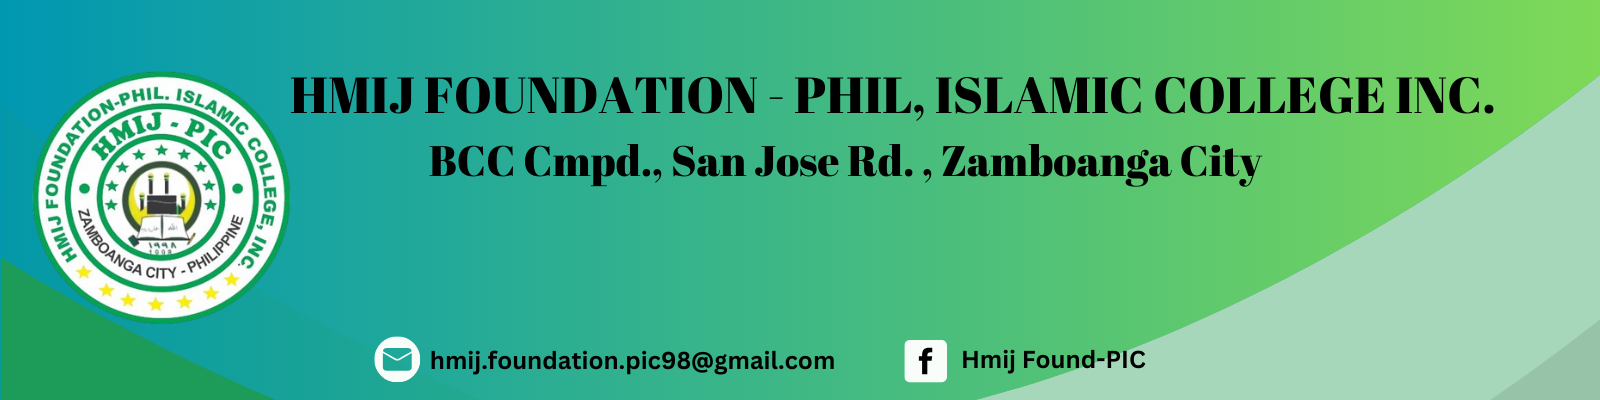 HMIJ FOUNDATION - PHIL, ISLAMIC COLLEGE INC.
BCC Cmpd., San Jose Rd. , Zamboanga City
HMIJ FOUNDATION-PHIL. ISLAMIC COLLEGE, INC.
HMIJ - PIC
١٩٩٨
1998
ZAMBOANGA CITY - PHILIPPINE
hmij.foundation.pic98@gmail.com
Hmij Found-PIC